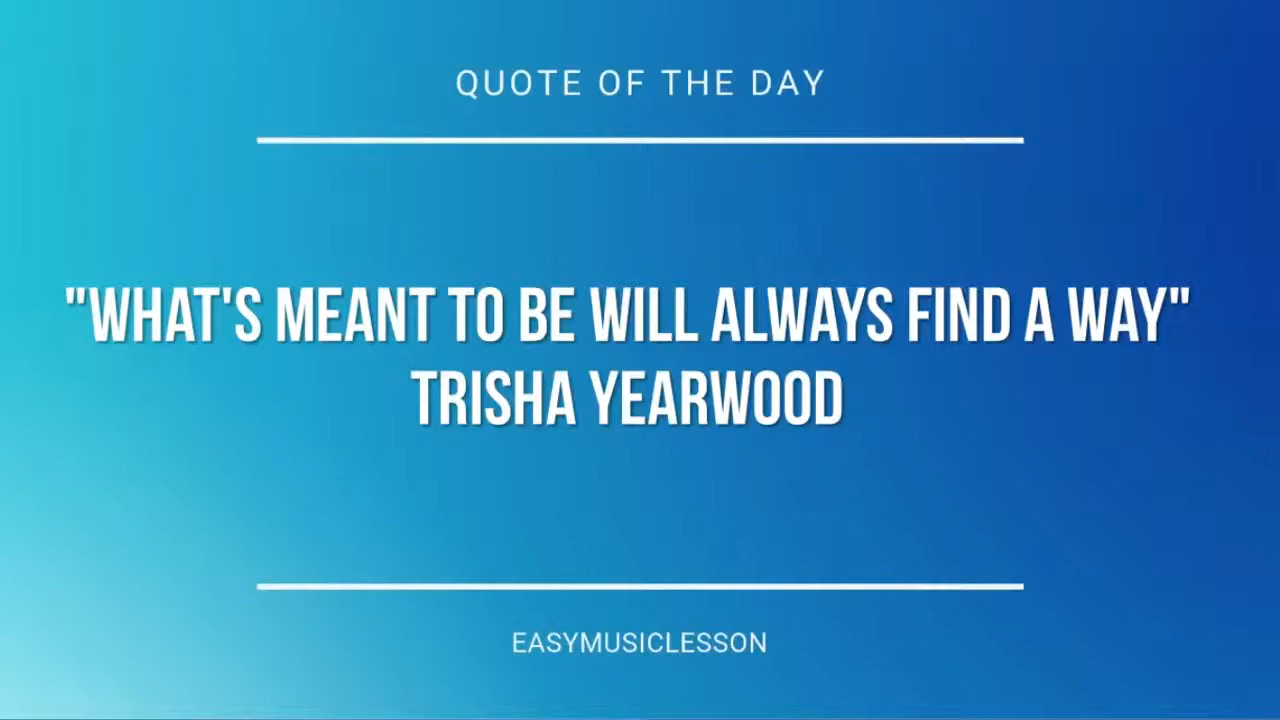 QUOTE OF THE DAY
"WHAT'S MEANT TO BE WILL ALWAYS FIND A WAY"
TRISHA YEARWOOD
EASYMUSICLESSON